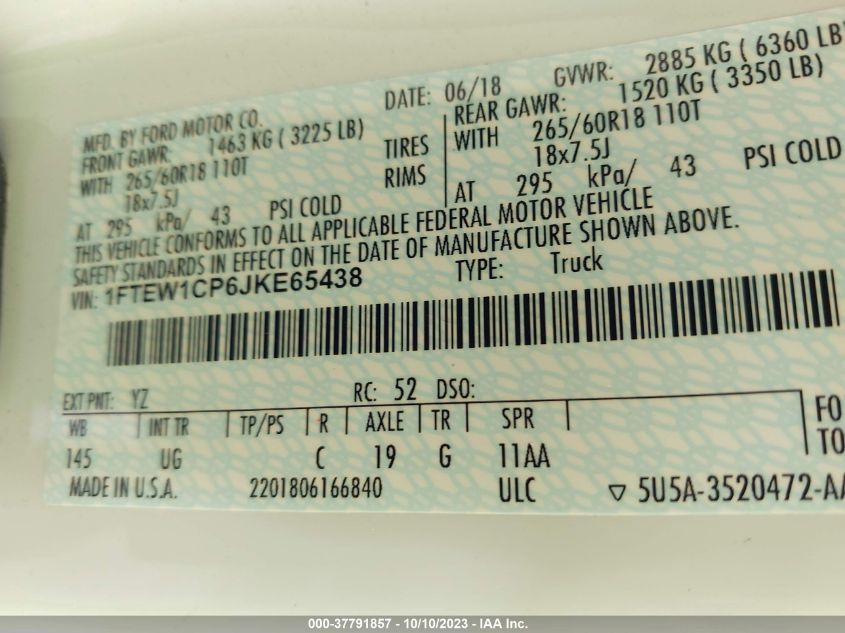 MFD. BY FORD MOTOR CO. DATE: 06/18 GVWR: 2885 KG ( 6360 LB)
FRONT GAWR: 1463 KG ( 3225 LB) REAR GAWR: 1520 KG ( 3350 LB)
WITH 265/60R18 110T TIRES WITH 265/60R18 110T
18x7.5J RIMS 18x7.5J
AT 295 kPa/ 43 PSI COLD AT 295 kPa/ 43 PSI COLD
THIS VEHICLE CONFORMS TO ALL APPLICABLE FEDERAL MOTOR VEHICLE
SAFETY STANDARDS IN EFFECT ON THE DATE OF MANUFACTURE SHOWN ABOVE.
VIN: 1FTEW1CP6JKE65438 TYPE: Truck
EXT PNT: YZ RC: 52 DSO:
WB INT TR TP/PS R AXLE TR SPR
145 UG C 19 G 11AA
FO
TO
MADE IN U.S.A. 2201806166840 ULC ▽ 5U5A-3520472-AA
000-37791857 - 10/10/2023 - IAA Inc.